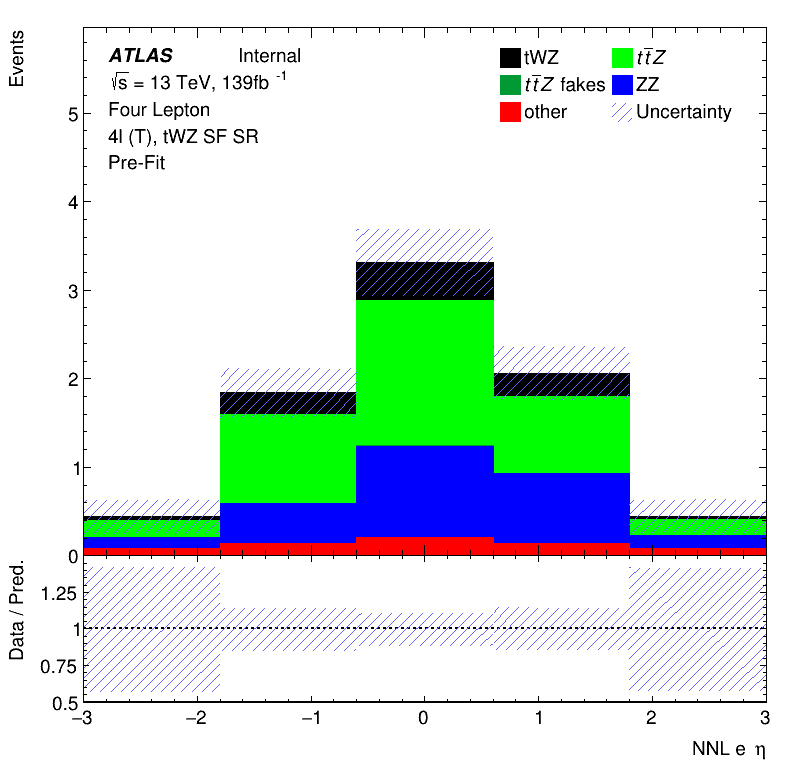 Events
ATLAS Internal
√s = 13 TeV, 139fb -1
Four Lepton
4l (T), tWZ SF SR
Pre-Fit
tWZ tt̄Z
tt̄Z fakes ZZ
other Uncertainty
5
4
3
2
1
0
Data / Pred.
1.25
1
0.75
0.5
−3 −2 −1 0 1 2 3
NNL e η